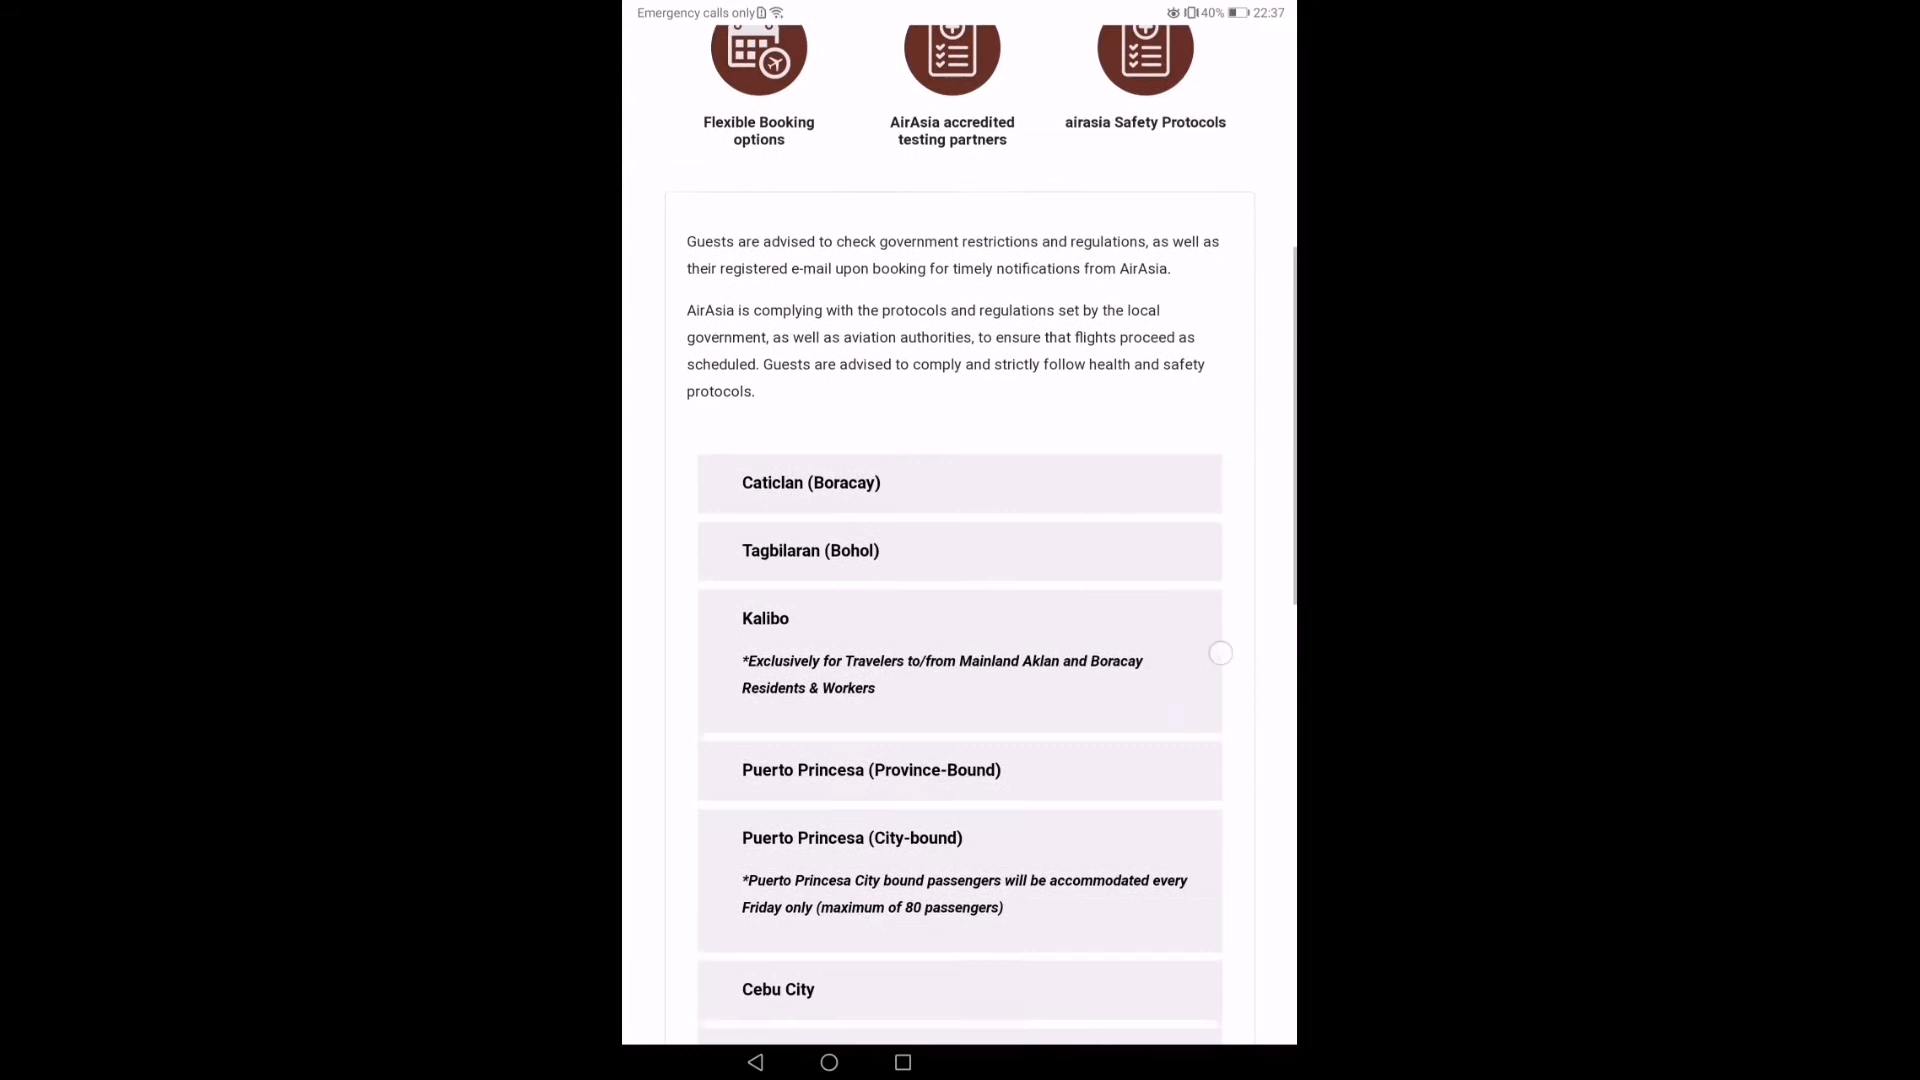 Emergency calls only
40% 22:37
Flexible Booking
options
AirAsia accredited
testing partners
airasia Safety Protocols
Guests are advised to check government restrictions and regulations, as well as
their registered e-mail upon booking for timely notifications from AirAsia.
AirAsia is complying with the protocols and regulations set by the local
government, as well as aviation authorities, to ensure that flights proceed as
scheduled. Guests are advised to comply and strictly follow health and safety
protocols.
Caticlan (Boracay)
Tagbilaran (Bohol)
Kalibo
*Exclusively for Travelers to/from Mainland Aklan and Boracay
Residents & Workers
Puerto Princesa (Province-Bound)
Puerto Princesa (City-bound)
*Puerto Princesa City bound passengers will be accommodated every
Friday only (maximum of 80 passengers)
Cebu City